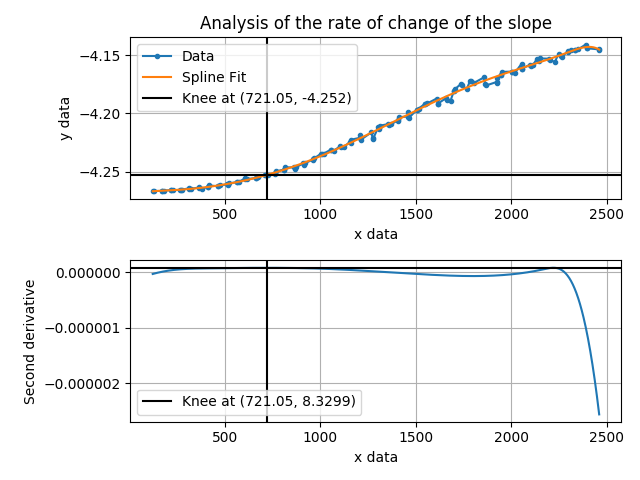 Analysis of the rate of change of the slope
y data
−4.15
−4.20
−4.25
Data
Spline Fit
Knee at (721.05, -4.252)
500 1000 1500 2000 2500
x data
Second derivative
0.000000
−0.000001
−0.000002
Knee at (721.05, 8.3299)
500 1000 1500 2000 2500
x data